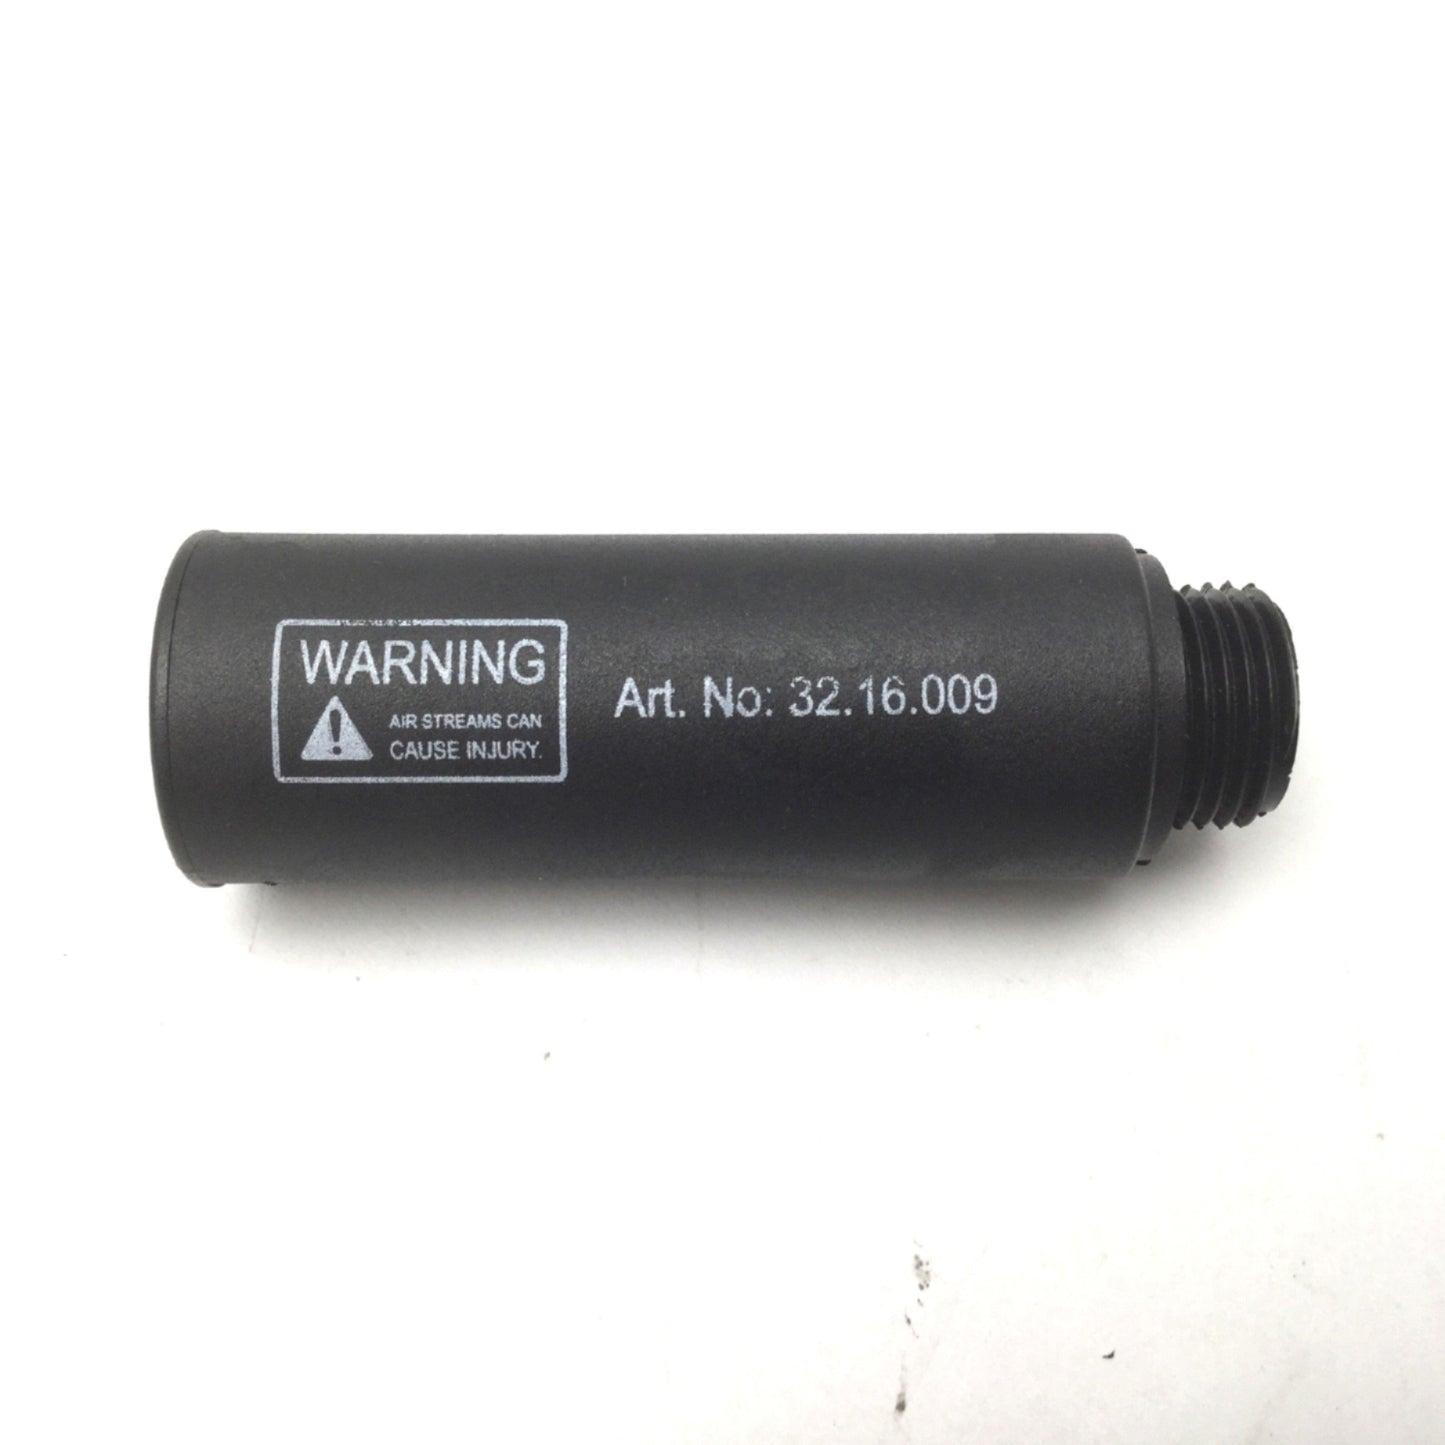 WARNING
AIR STREAMS CAN
CAUSE INJURY.
Art. No: 32.16.009